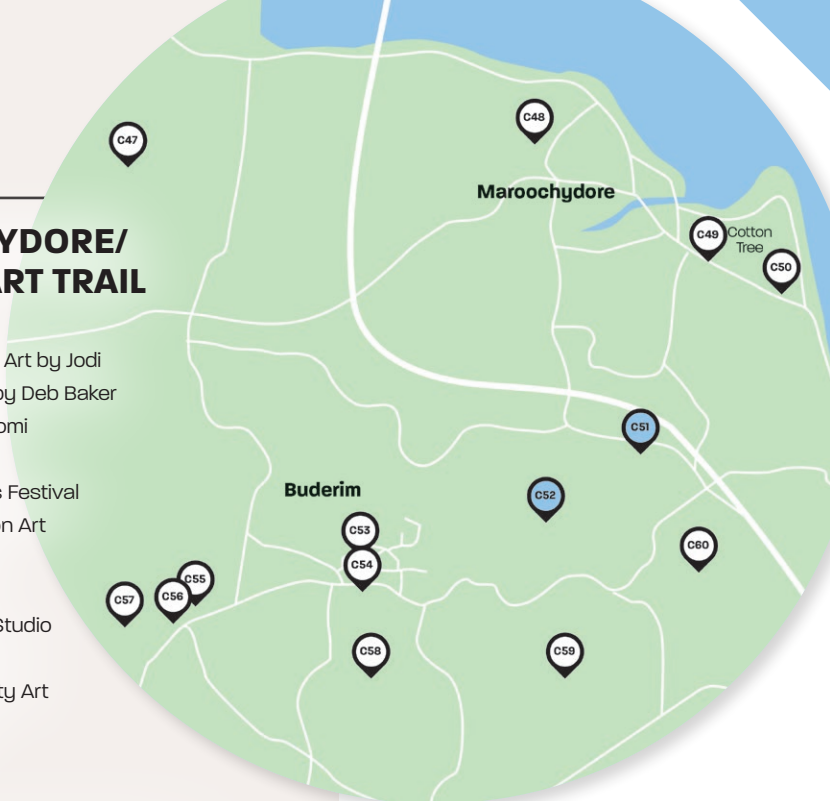 YDORE/
ART TRAIL
Art by Jodi
by Deb Baker
omi
s Festival
on Art
Studio
ty Art
C47
C48
Maroochydore
C49
Cotton
Tree
C50
C51
Buderim
C52
C53
C54
C60
C55
C56
C57
C58
C59